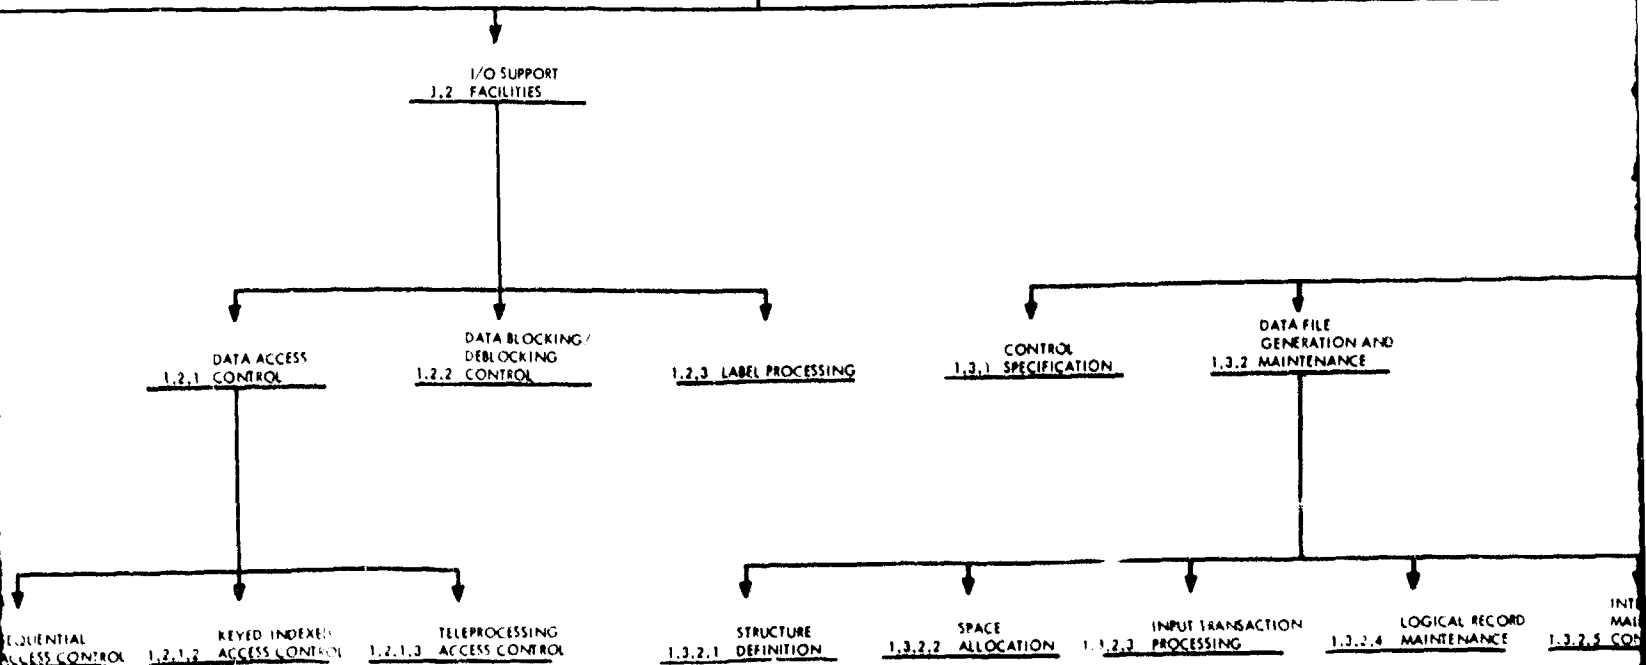 I/O SUPPORT
1.2 FACILITIES
DATA ACCESS
1.2.1 CONTROL
DATA BLOCKING/
DEBLOCKING
1.2.2 CONTROL
1.2.3 LABEL PROCESSING
CONTROL
1.3.1 SPECIFICATION
DATA FILE
GENERATION AND
1.3.2 MAINTENANCE
EQUENTIAL
ACCESS CONTROL
KEYED INDEXED
1.2.1.2 ACCESS CONTROL
TELEPROCESSING
1.2.1.3 ACCESS CONTROL
STRUCTURE
1.3.2.1 DEFINITION
SPACE
1.3.2.2 ALLOCATION
INPUT TRANSACTION
1.3.2.3 PROCESSING
LOGICAL RECORD
1.3.2.4 MAINTENANCE
1.3.2.5